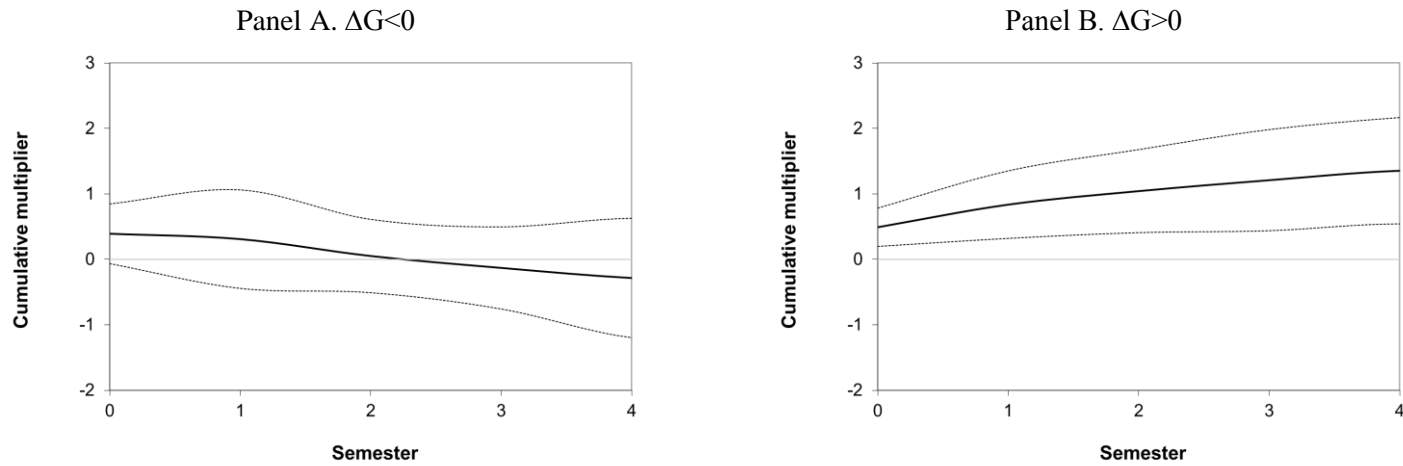 Panel A. ΔG<0
3
2
1
0
-1
-2
0 1 2 3 4
Cumulative multiplier
Semester
Panel B. ΔG>0
3
2
1
0
-1
-2
0 1 2 3 4
Cumulative multiplier
Semester